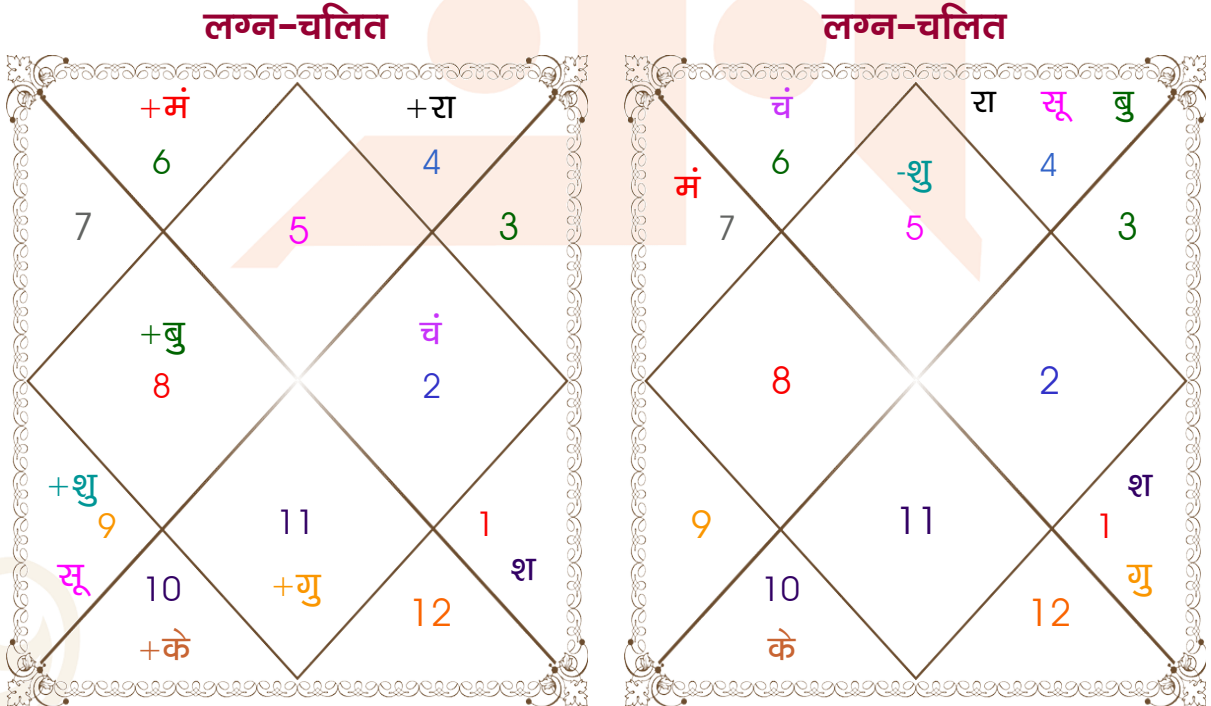 लग्न-चलित
+मं
+रा
6
4
7
5
3
+बु
चं
8
2
+शु
9
11
1
सू
10
+गु
श
12
+के
लग्न-चलित
चं
रा सू बु
6
-शु
4
मं
7
5
3
8
2
श
9
11
1
10
गु
12
के